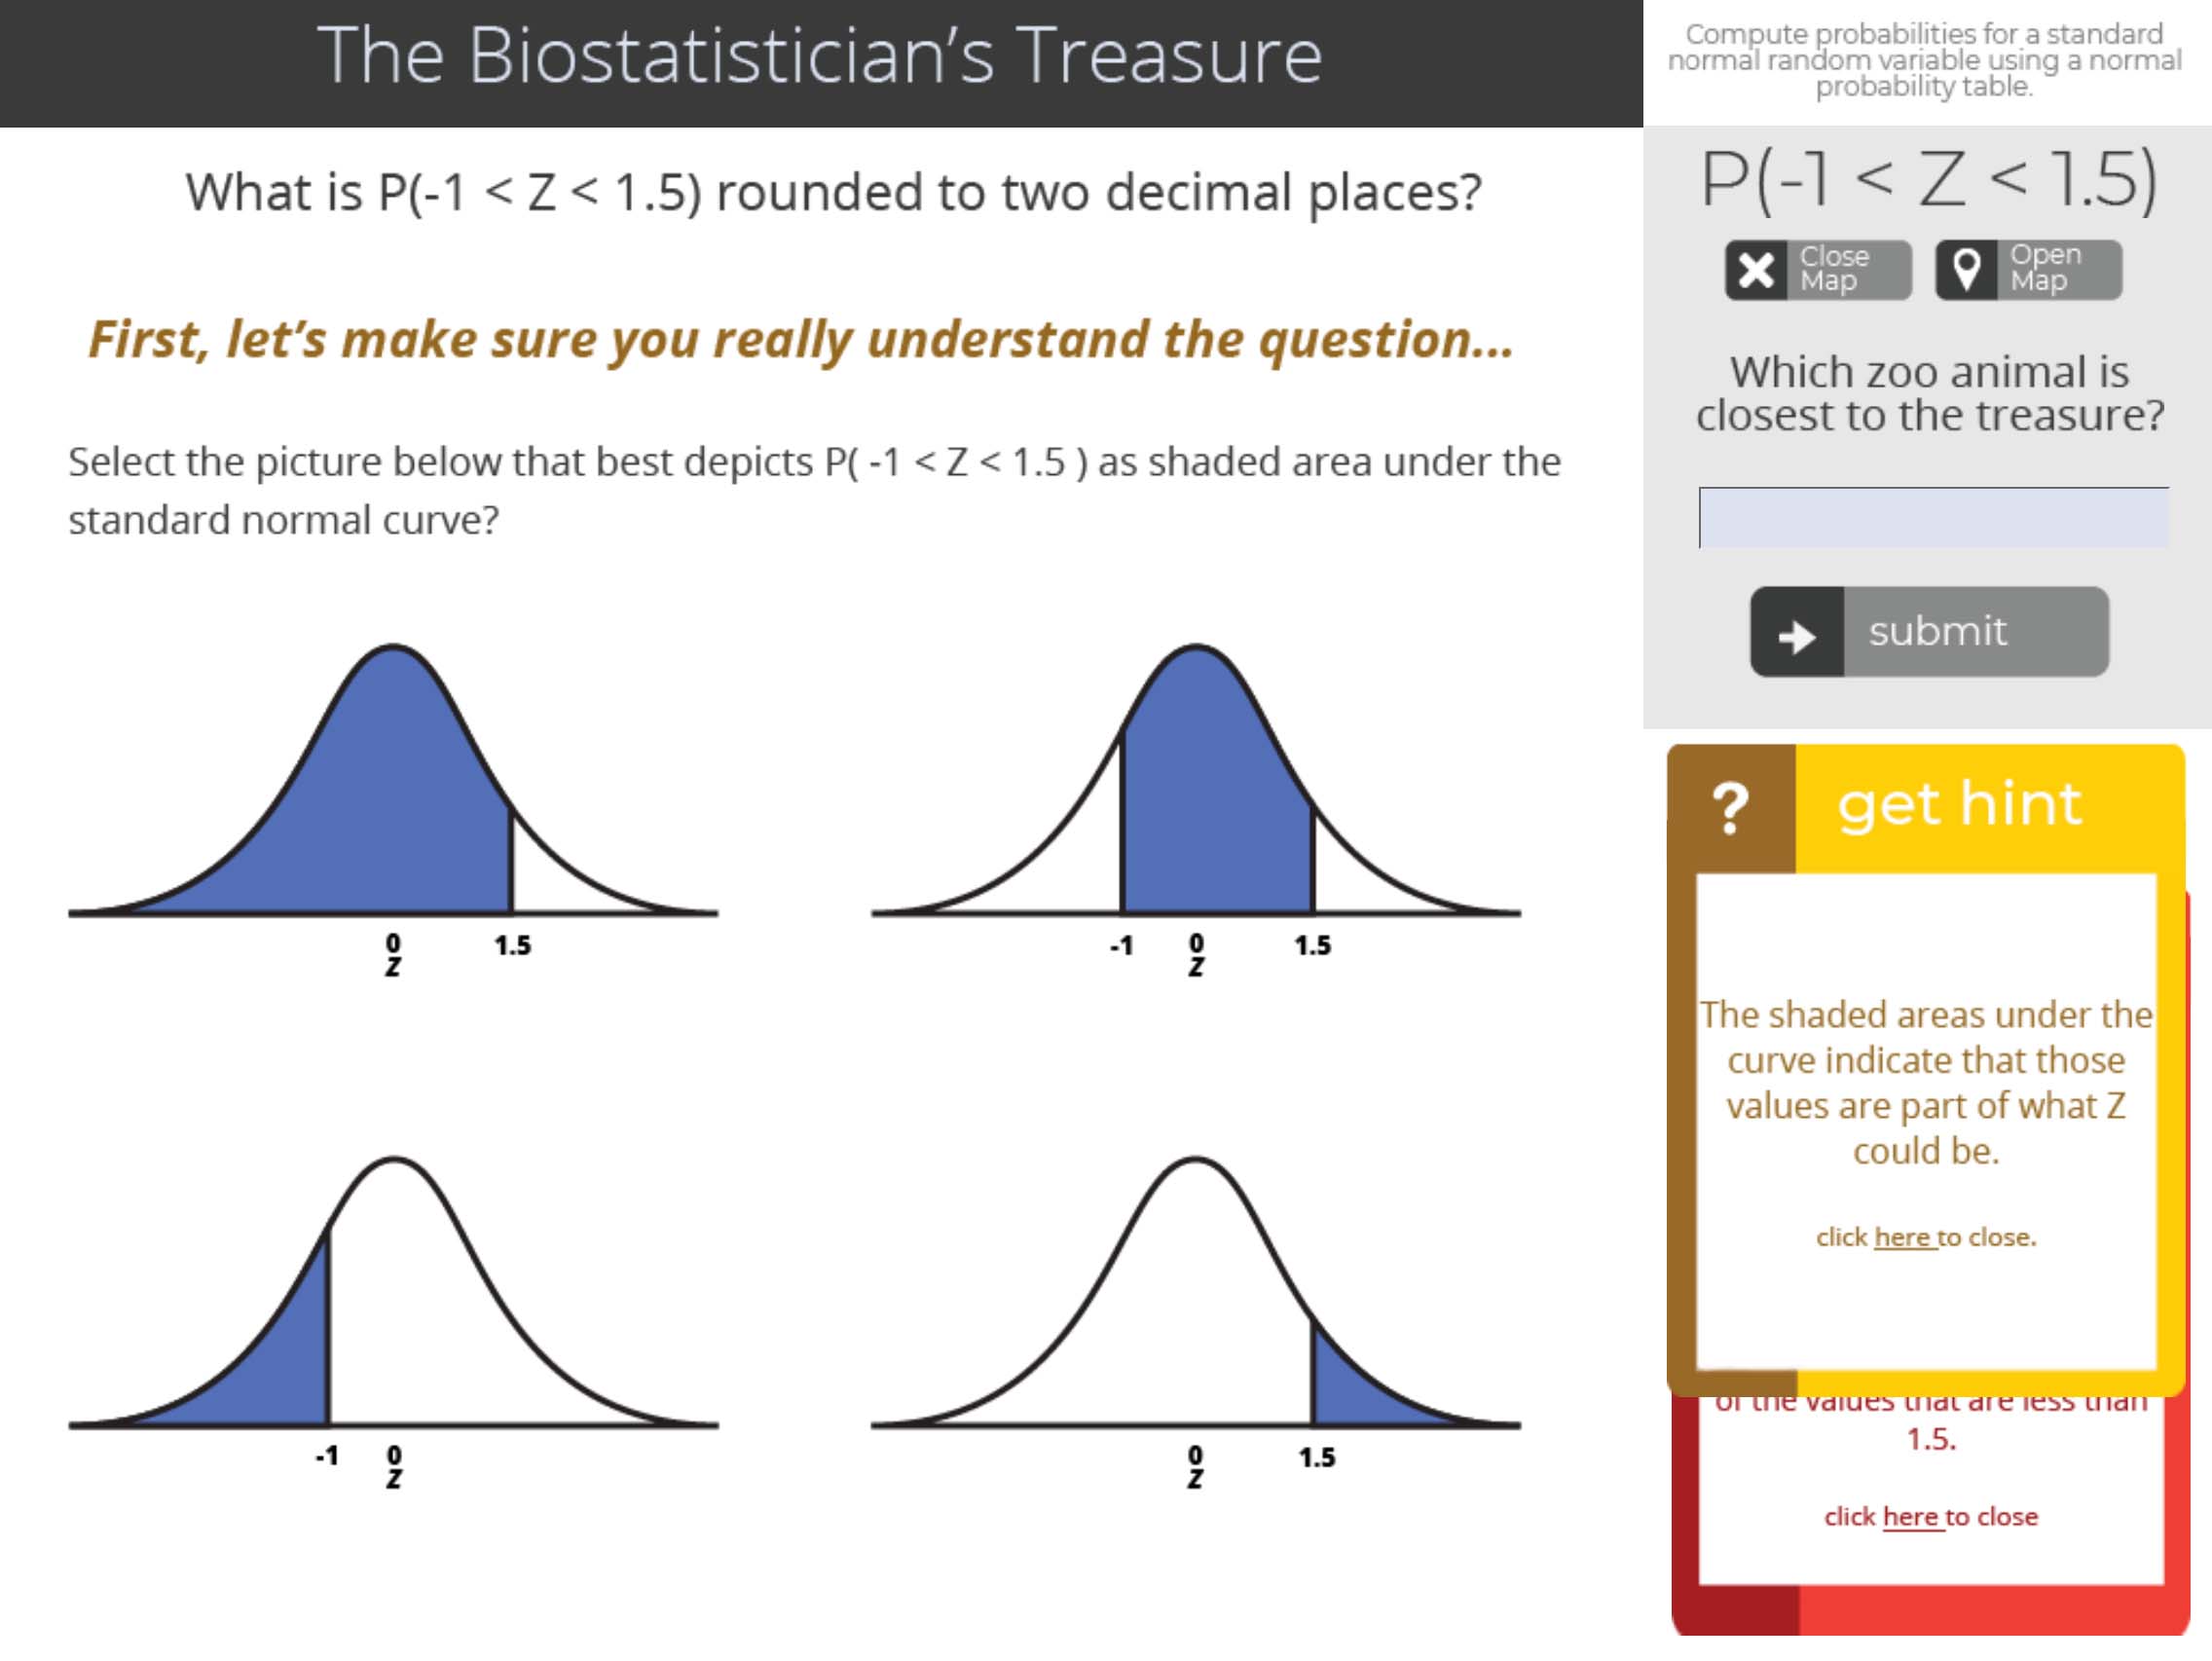 The Biostatistician's Treasure
What is P(-1 < Z < 1.5) rounded to two decimal places?
First, let's make sure you really understand the question...
Select the picture below that best depicts P( -1 < Z < 1.5 ) as shaded area under the
standard normal curve?
0
Z
1.5
-1
0
Z
1.5
-1
0
Z
0
Z
1.5
Compute probabilities for a standard
normal random variable using a normal
probability table.
P(-1 < Z < 1.5)
Close
Map
Open
Map
Which zoo animal is
closest to the treasure?
submit
? get hint
The shaded areas under the
curve indicate that those
values are part of what Z
could be.
click here to close.
of the values that are less than
1.5.
click here to close